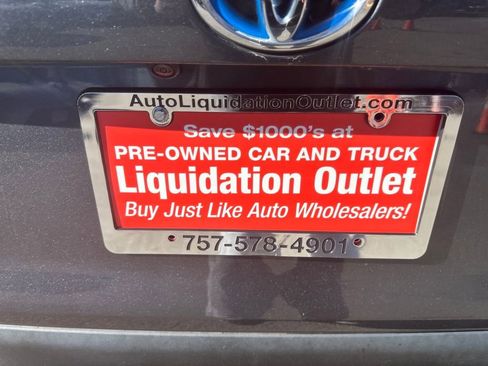 AutoLiquidationOutlet.com
Save $1000's at
PRE-OWNED CAR AND TRUCK
Liquidation Outlet
Buy Just Like Auto Wholesalers!
757-578-4901